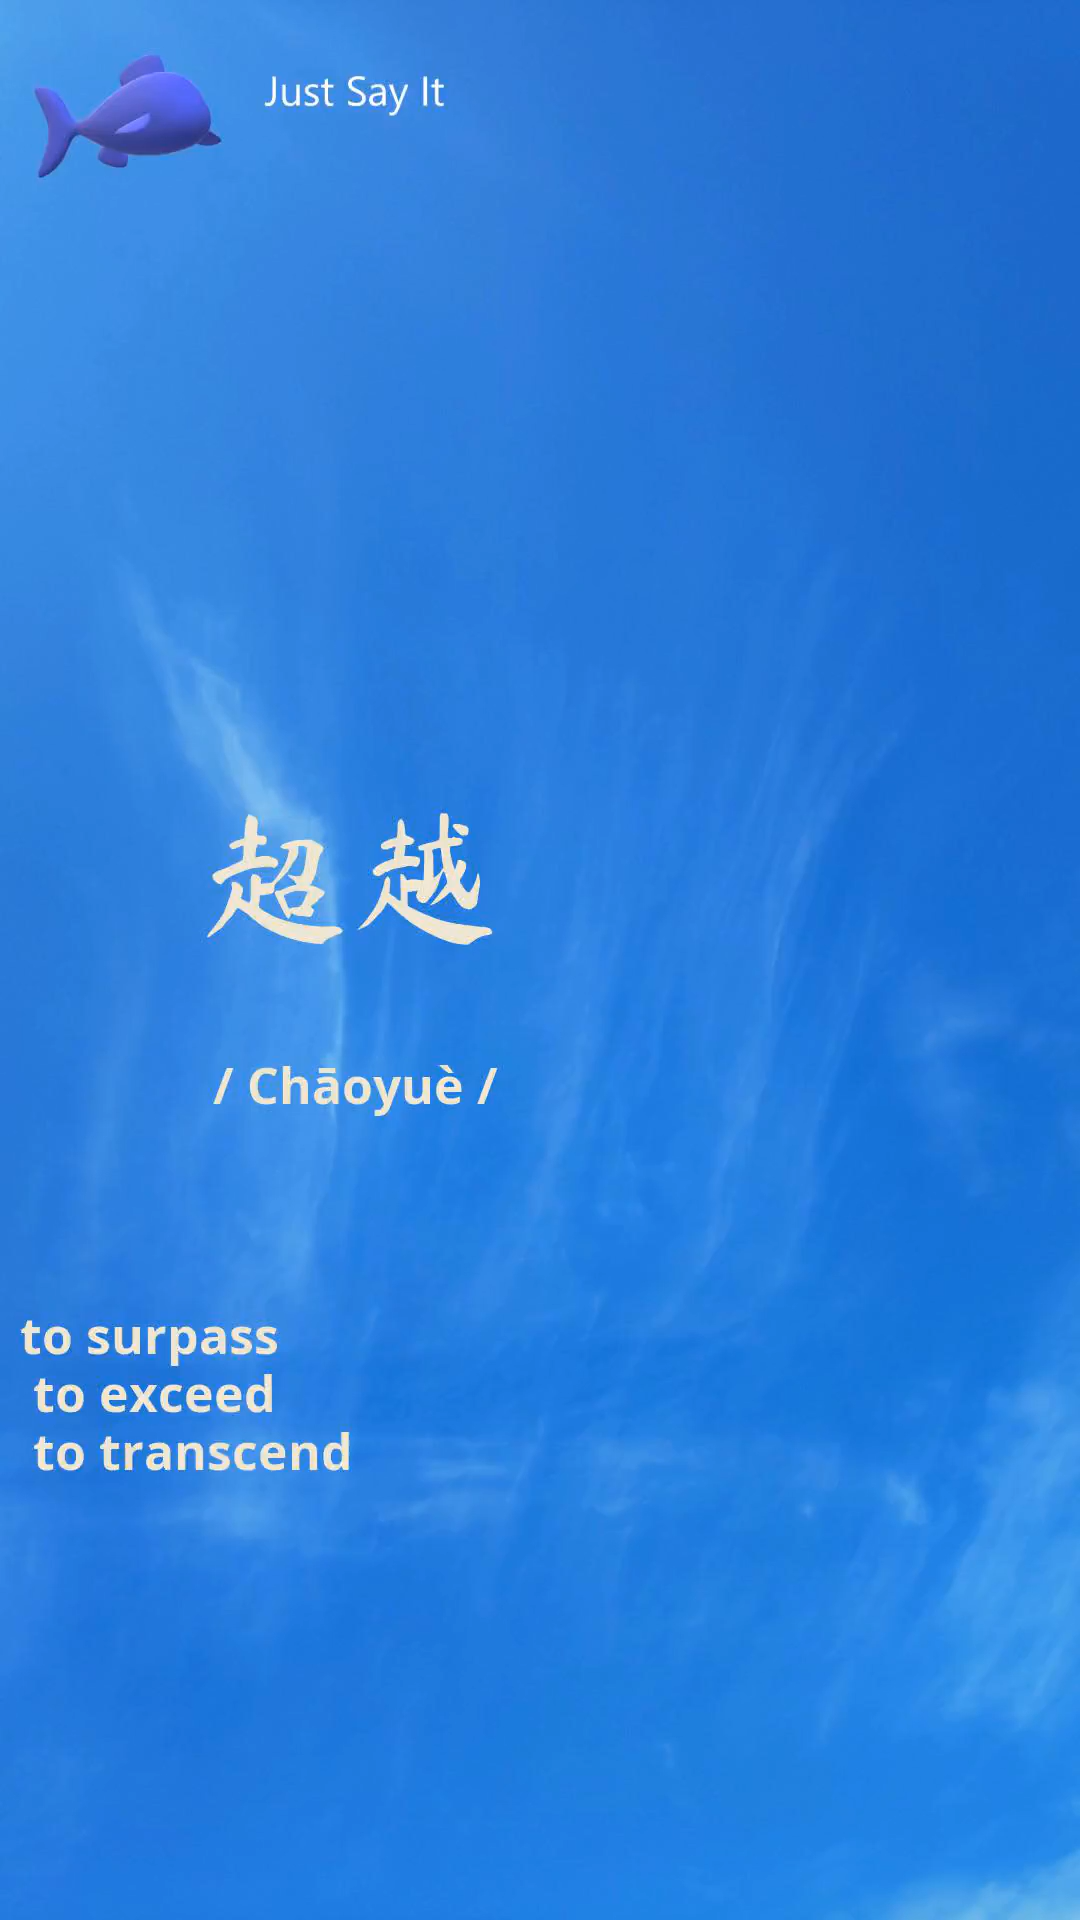 Just Say It
超越
/ Chāoyuè /
to surpass
to exceed
to transcend